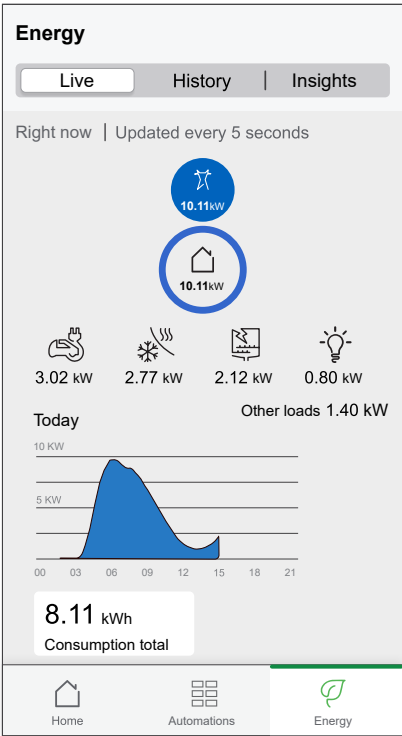 Energy
Live History | Insights
Right now | Updated every 5 seconds
10.11kW
10.11kW
3.02 kW 2.77 kW 2.12 kW 0.80 kW
Other loads 1.40 kW
Today
10 KW
5 KW
00 03 06 09 12 15 18 21
8.11 kWh
Consumption total
Home Automations Energy